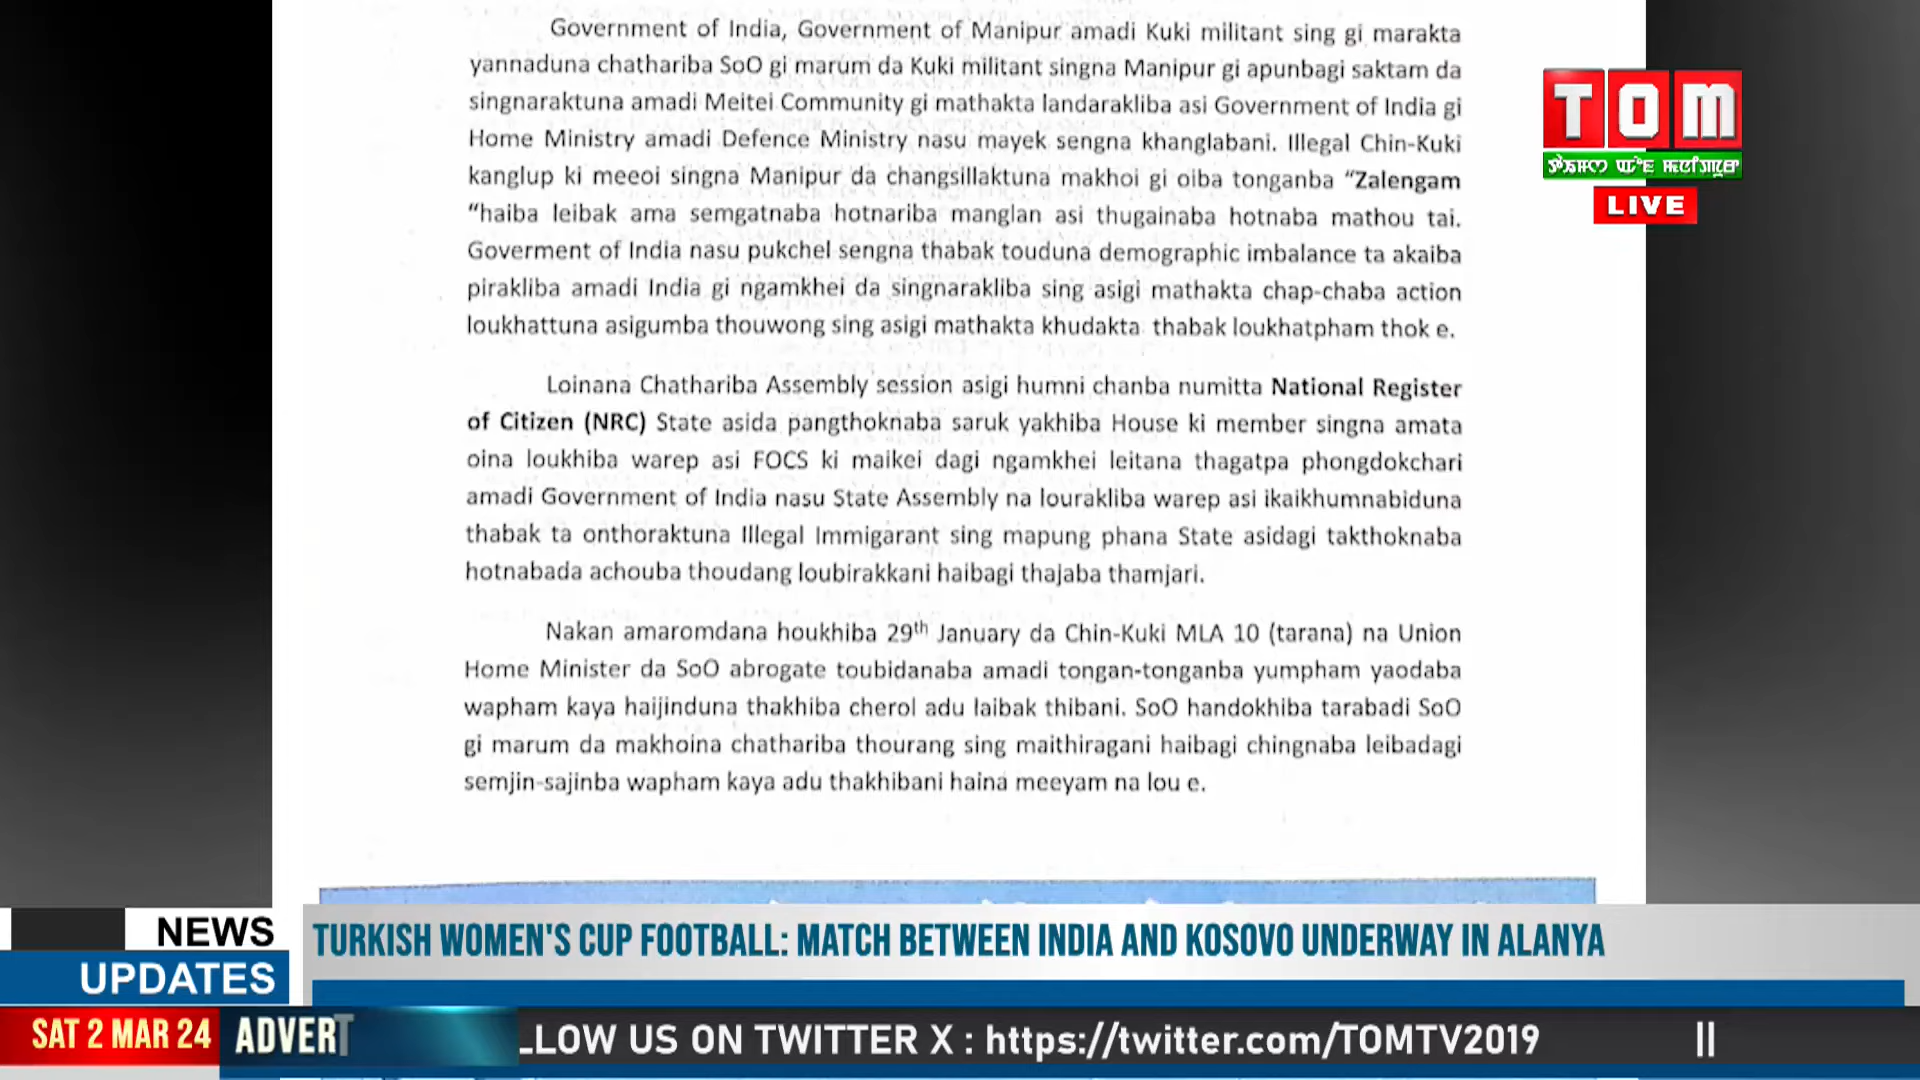 Government of India, Government of Manipur amadi Kuki militant sing gi marakta
yannaduna chathariba SoO gi marum da Kuki militant singna Manipur gi apunbagi saktam da
singnaraktuna amadi Meitei Community gi mathakta landarakliba asi Government of India gi
Home Ministry amadi Defence Ministry nasu mayek sengna khanglabani. Illegal Chin-Kuki
kanglup ki meeoi singna Manipur da changsillaktuna makhoi gi oiba tonganba “Zalengam
“haiba leibak ama semgatnaba hotnariba manglan asi thugainaba hotnaba mathou tai.
Goverment of India nasu pukchel sengna thabak touduna demographic imbalance ta akaiba
pirakliba amadi India gi ngamkhei da singnarakliba sing asigi mathakta chap-chaba action
loukhattuna asigumba thouwong sing asigi mathakta khudakta thabak loukhatpham thok e.
Loinana Chathariba Assembly session asigi humni chanba numitta National Register
of Citizen (NRC) State asida pangthoknaba saruk yakhiba House ki member singna amata
oina loukhiba warep asi FOCS ki maikei dagi ngamkhei leitana thagatpa phongdokchari
amadi Government of India nasu State Assembly na lourakliba warep asi ikaikhumnabiduna
thabak ta onthoraktuna Illegal Immigarant sing mapung phana State asidagi takthoknaba
hotnabada achouba thoudang loubirakkani haibagi thajaba thamjari.
Nakan amaromdana houkhiba 29th January da Chin-Kuki MLA 10 (tarana) na Union
Home Minister da SoO abrogate toubidanaba amadi tongan-tonganba yumpham yaodaba
wapham kaya haijinduna thakhiba cherol adu laibak thibani. SoO handokhiba tarabadi SoO
gi marum da makhoina chathariba thourang sing maithiragani haibagi chingnaba leibadagi
semjin-sajinba wapham kaya adu thakhibani haina meeyam na lou e.
TOM
LIVE
NEWS
UPDATES
TURKISH WOMEN'S CUP FOOTBALL: MATCH BETWEEN INDIA AND KOSOVO UNDERWAY IN ALANYA
SAT 2 MAR 24
ADVERT
LLOW US ON TWITTER X : https://twitter.com/TOMTV2019 ||